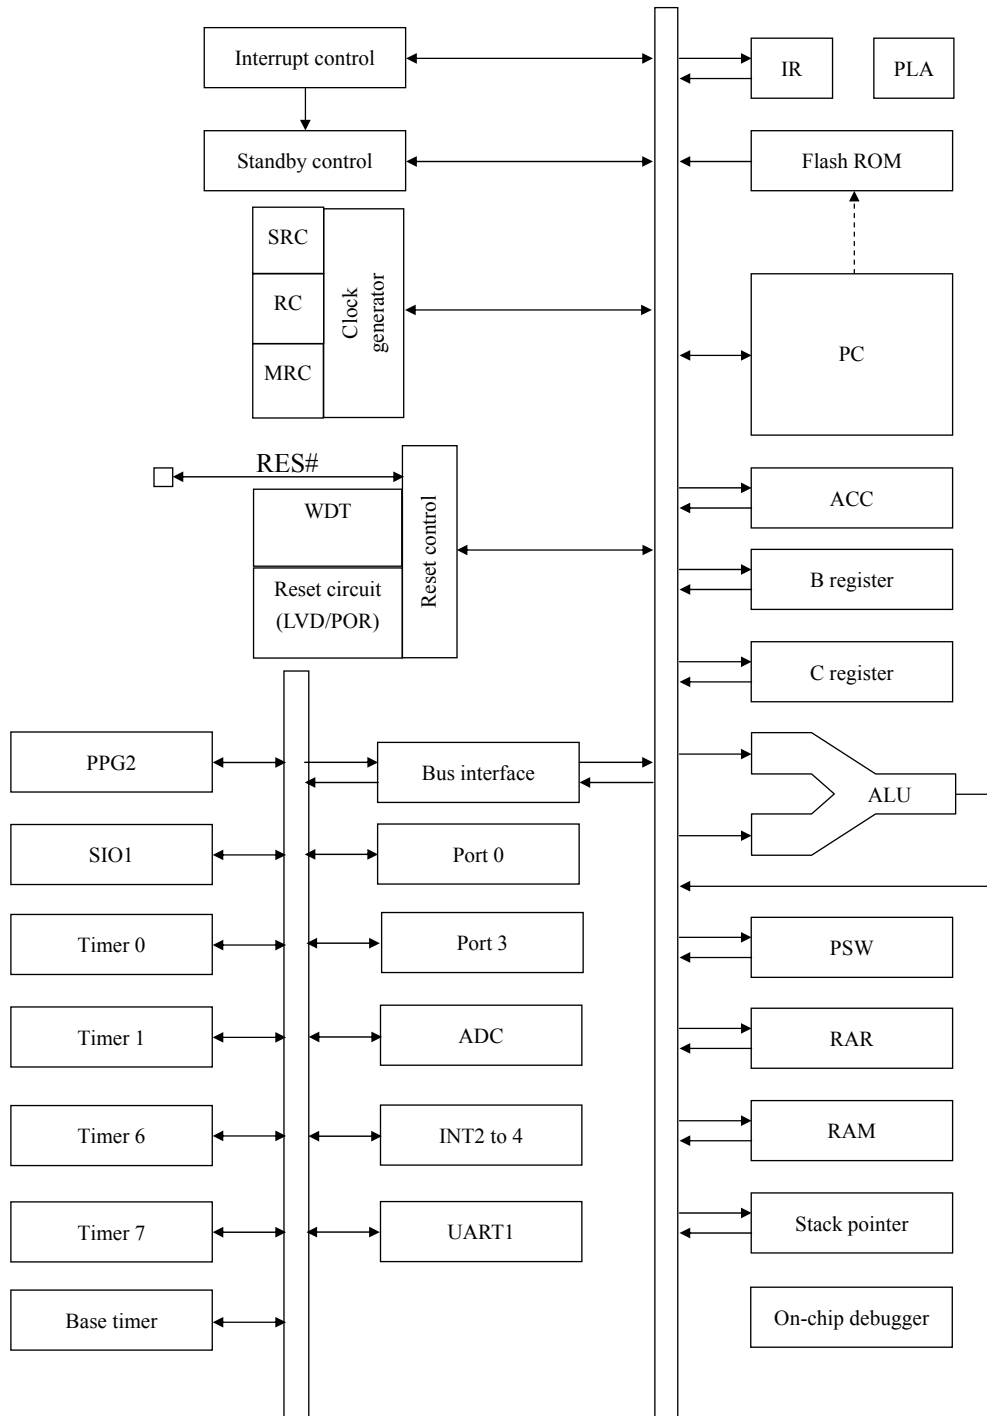 Interrupt control
IR
PLA
Standby control
Flash ROM
SRC
RC
MRC
Clock
generator
PC
RES#
WDT
Reset circuit
(LVD/POR)
Reset control
ACC
B register
C register
PPG2
Bus interface
ALU
SIO1
Port 0
Timer 0
Port 3
PSW
Timer 1
ADC
RAR
Timer 6
INT2 to 4
RAM
Timer 7
UART1
Stack pointer
Base timer
On-chip debugger